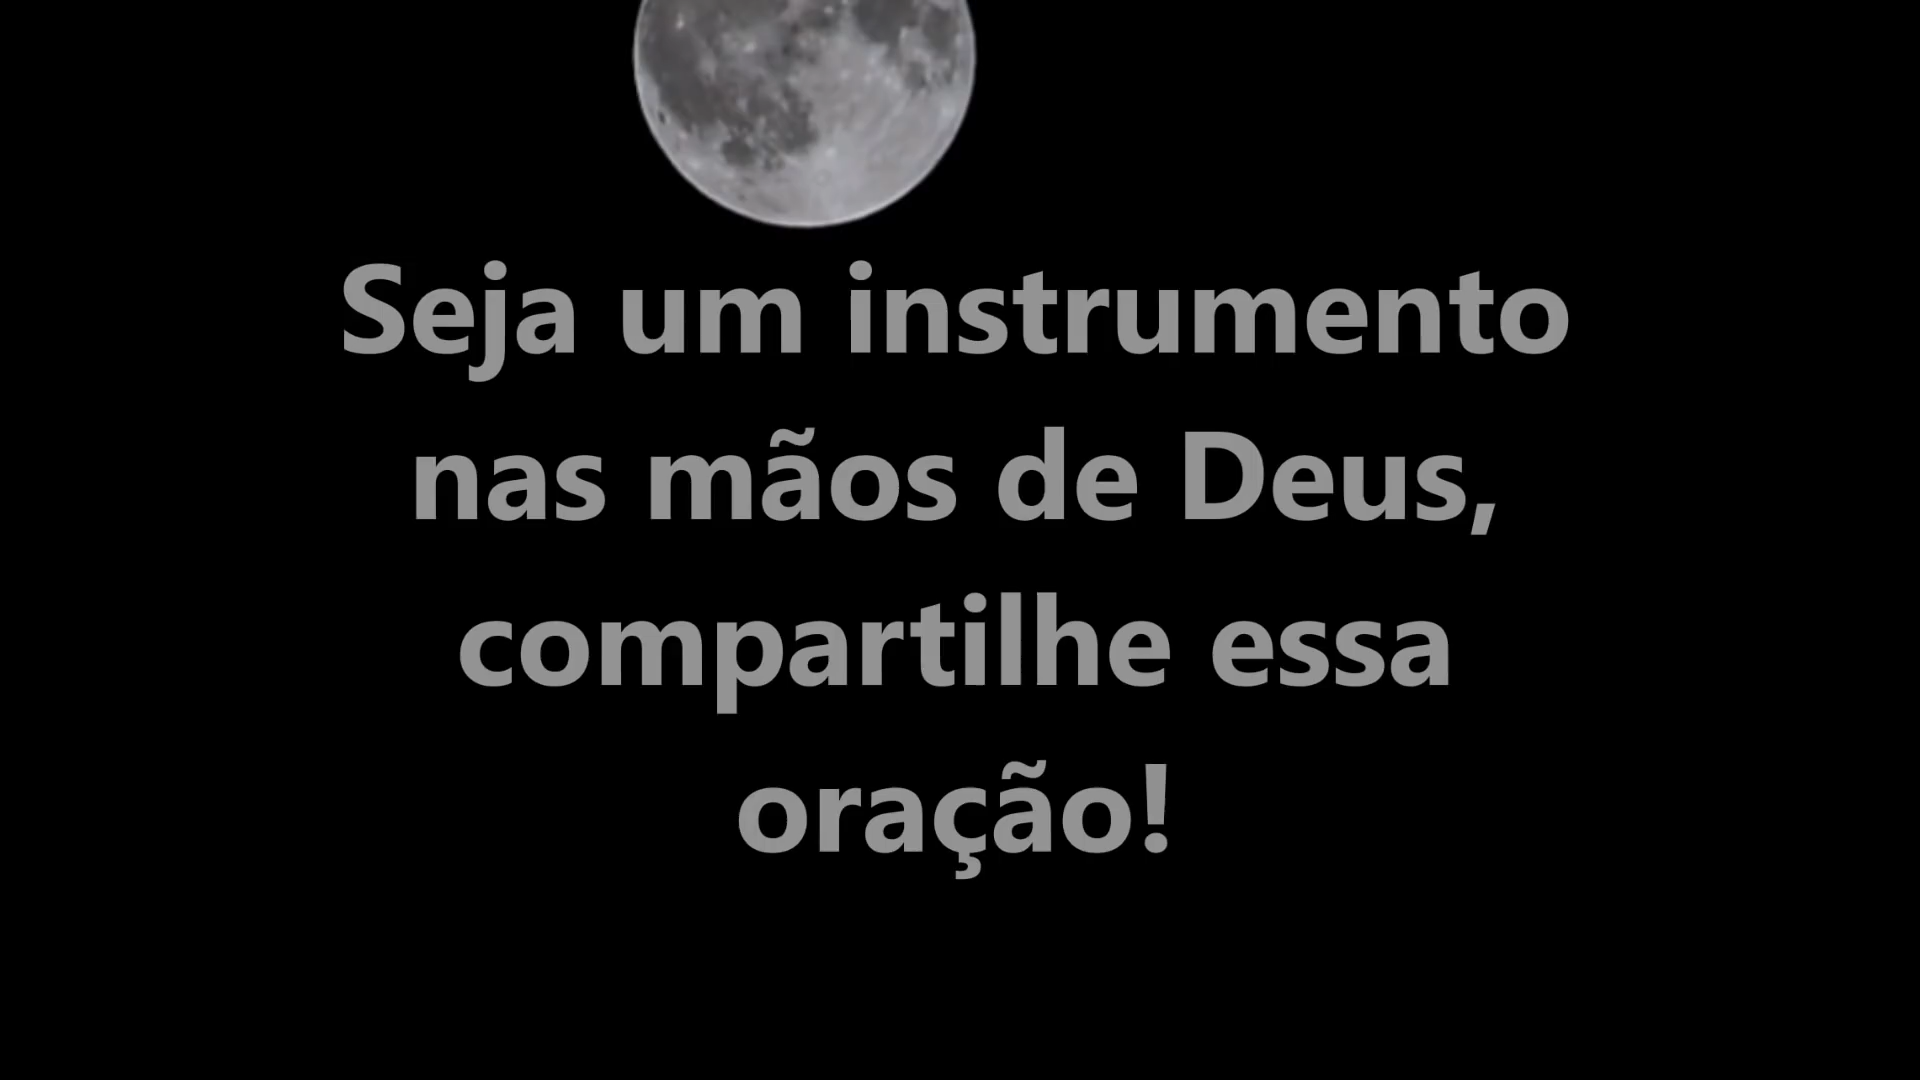 Seja um instrumento
nas mãos de Deus,
compartilhe essa
oração!